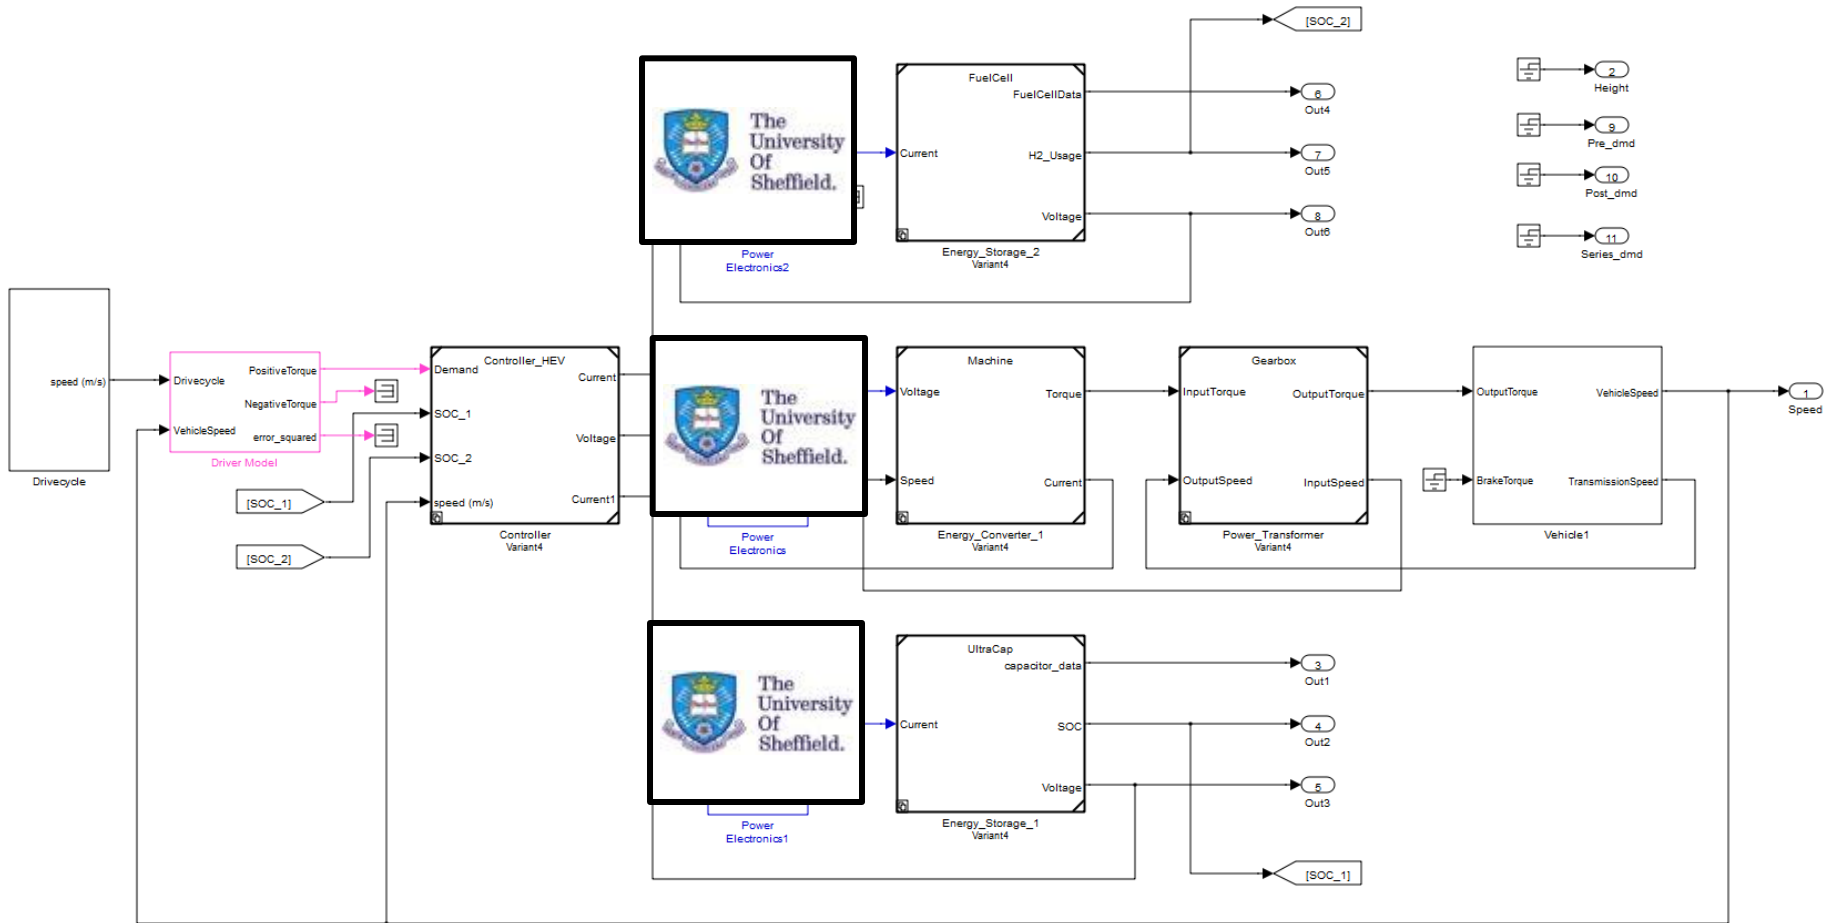 [SOC_2]
The
University
Of
Sheffield.
Power
Electronics2
FuelCell
FuelCellData
Current
H2_Usage
Voltage
Energy_Storage_2
Variant4
6
Out4
7
Out5
8
Out6
2
Height
9
Pre_dmd
10
Post_dmd
11
Series_dmd
speed (m/s)
Drivecycle
Drivecycle
VehicleSpeed
PositiveTorque
NegativeTorque
error_squared
Driver Model
[SOC_1]
[SOC_2]
Controller_HEV
Demand
SOC_1
SOC_2
speed (m/s)
Current
Voltage
Current1
Controller
Variant4
The
University
Of
Sheffield.
Power
Electronics
Machine
Voltage
Speed
Torque
Current
Energy_Converter_1
Variant4
Gearbox
InputTorque
OutputSpeed
OutputTorque
InputSpeed
Power_Transformer
Variant4
OutputTorque
BrakeTorque
VehicleSpeed
TransmissionSpeed
Vehicle1
1
Speed
The
University
Of
Sheffield.
Power
Electronics1
UltraCap
capacitor_data
Current
SOC
Voltage
Energy_Storage_1
Variant4
3
Out1
4
Out2
5
Out3
[SOC_1]